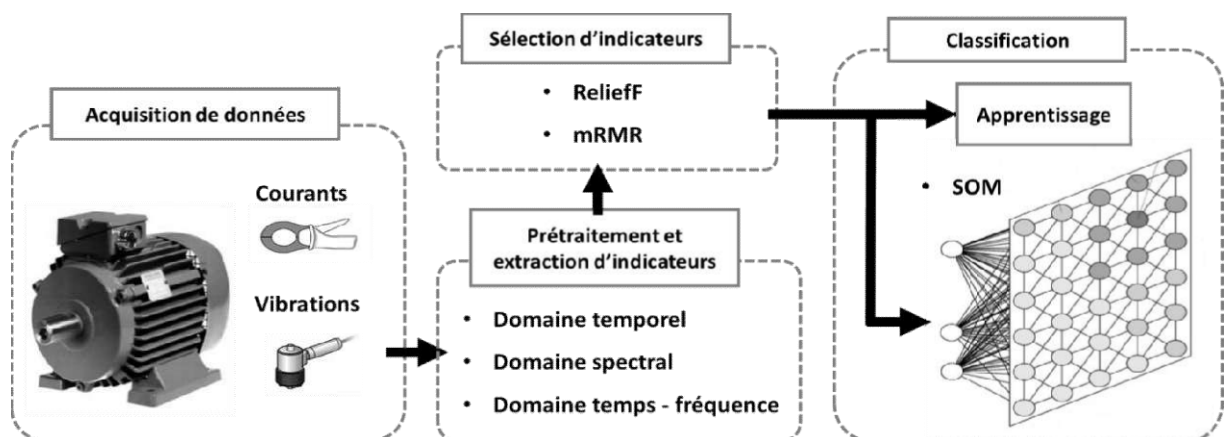 Acquisition de données
Courants
Vibrations
Prétraitement et
extraction d'indicateurs
• Domaine temporel
• Domaine spectral
• Domaine temps - fréquence
Sélection d'indicateurs
• ReliefF
• mRMR
Classification
Apprentissage
• SOM